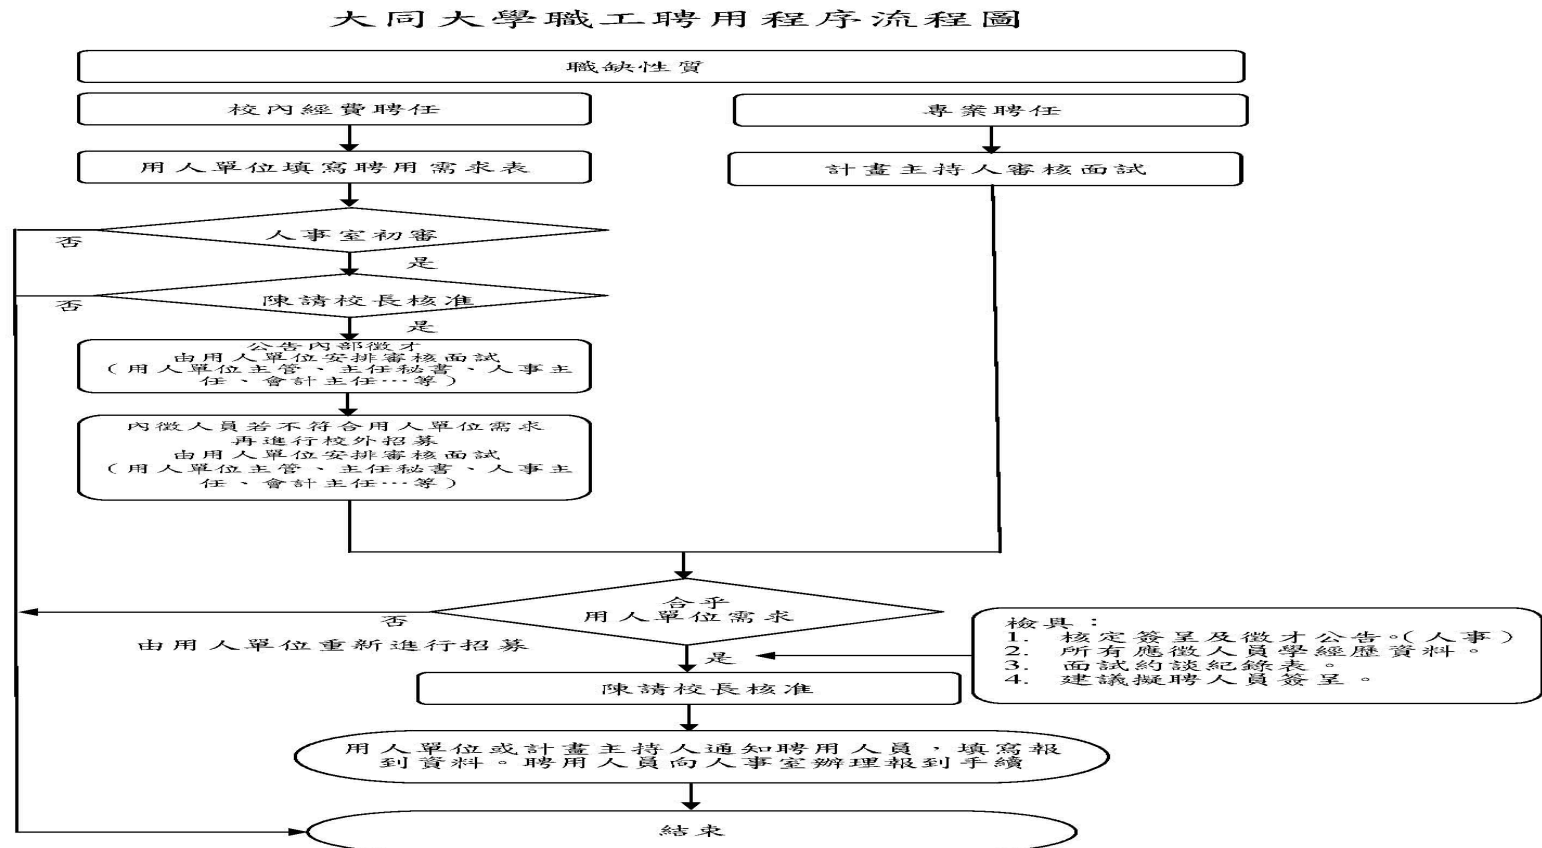 大同大學職工聘用程序流程圖
職缺性質
校內經費聘任
專案聘任
用人單位填寫聘用需求表
計畫主持人審核面試
人事室初審
否
是
陳請校長核准
否
是
公告內部徵才
由用人單位安排審核面試
（用人單位主管、主任秘書、人事主
任、會計主任…等）
內徵人員若不符合用人單位需求
再進行校外招募
由用人單位安排審核面試
（用人單位主管、主任秘書、人事主
任、會計主任…等）
合乎
用人單位需求
否
由用人單位重新進行招募
是
檢具：
1. 核定簽呈及徵才公告。（人事）
2. 所有應徵人員學經歷資料。
3. 面試約談紀錄表。
4. 建議擬聘人員簽呈。
陳請校長核准
用人單位或計畫主持人通知聘用人員，填寫報
到資料。聘用人員向人事室辦理報到手續
結束